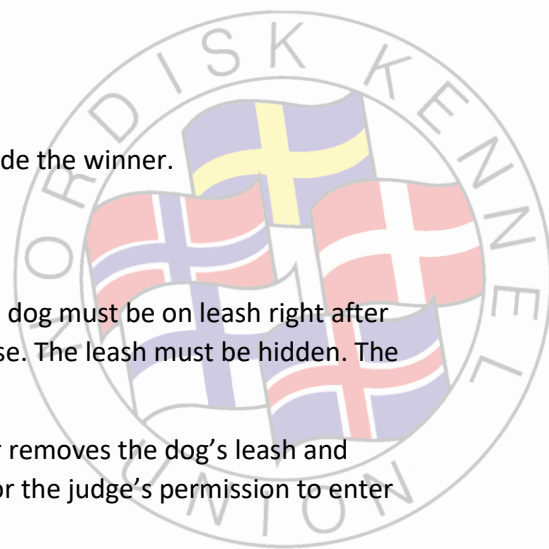 NORDISK KENNEL UNION
de the winner.
dog must be on leash right after
se. The leash must be hidden. The
r removes the dog’s leash and
or the judge’s permission to enter